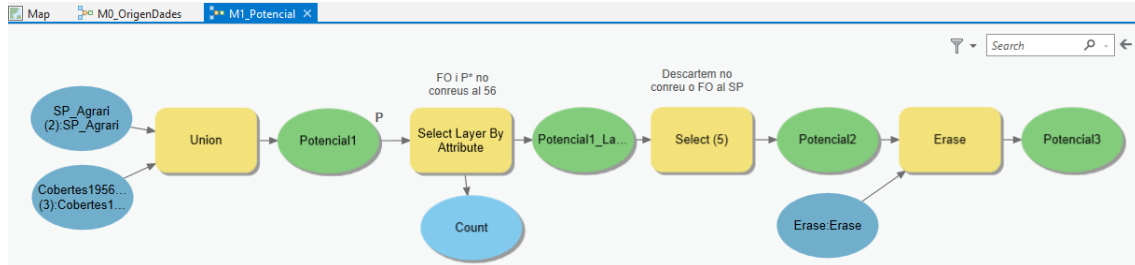 Map
M0_OrigenDades
M1_Potencial
Search
SP_Agrari
(2):SP_Agrari
Cobertes1956...
(3):Cobertes1...
Union
Potencial1
P
FO i P* no
conreus al 56
Select Layer By
Attribute
Count
Potencial1_La...
Descartem no
conreu o FO al SP
Select (5)
Potencial2
Erase:Erase
Erase
Potencial3